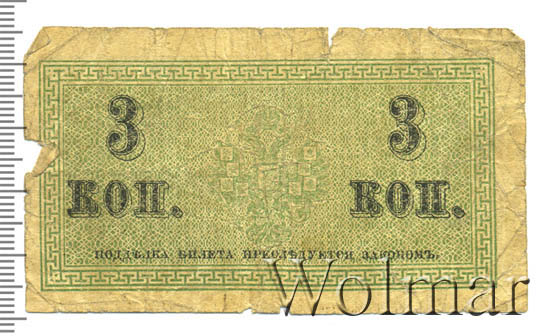 3 3
КОП. КОП.
ПОДДѢЛКА БИЛЕТА ПРЕСЛѢДУЕТСЯ ЗАКОНОМЪ.
Wolmar